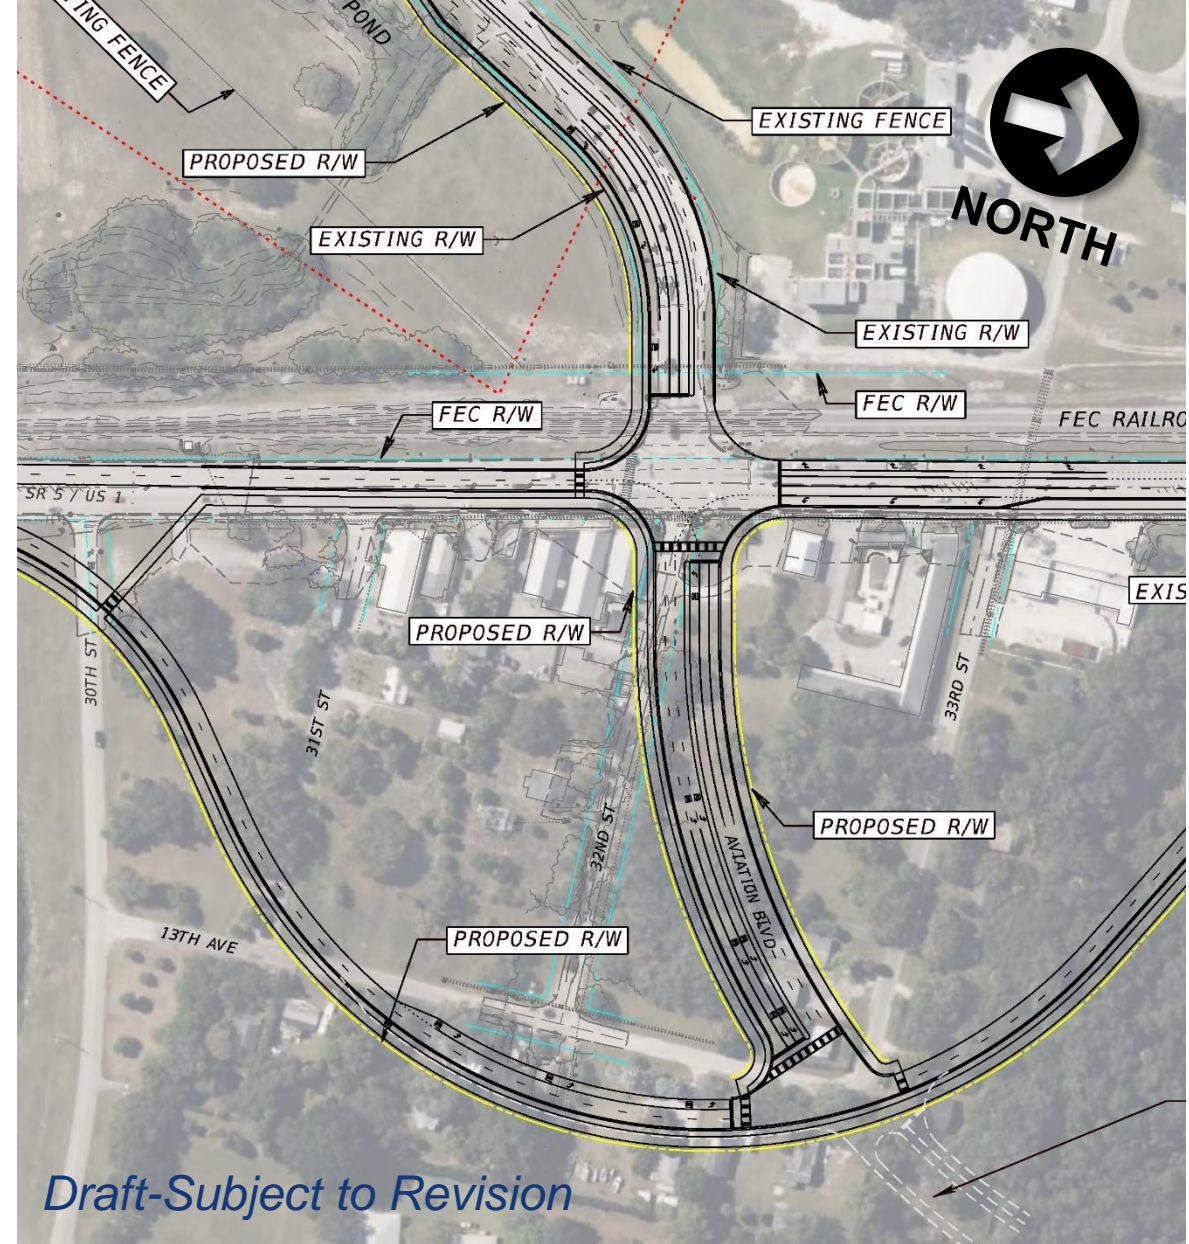 TING FENCE
POND
EXISTING FENCE
PROPOSED R/W
NORTH
EXISTING R/W
EXISTING R/W
FEC R/W
FEC R/W
FEC RAILRO
SR 5 / US 1
EXIS
PROPOSED R/W
30TH ST
31ST ST
33RD ST
32ND ST
PROPOSED R/W
AVIATION BLVD
13TH AVE
PROPOSED R/W
Draft-Subject to Revision